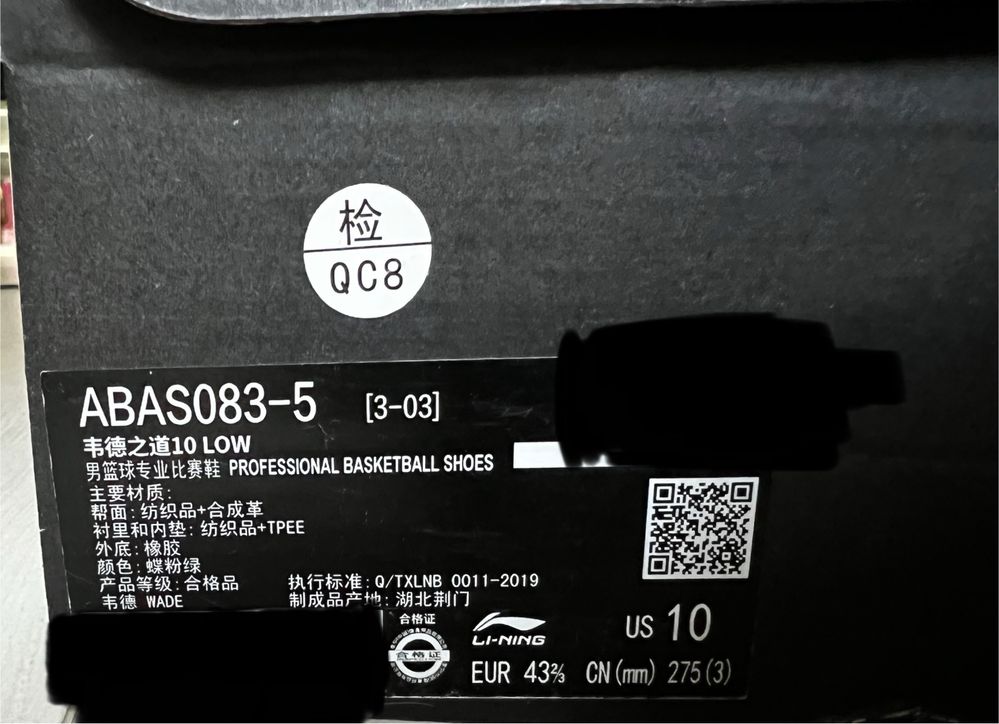 检
QC8
ABAS083-5 [3-03]
韦德之道10 LOW
男篮球专业比赛鞋 PROFESSIONAL BASKETBALL SHOES
主要材质:
帮面:纺织品+合成革
衬里和内垫:纺织品+TPEE
外底:橡胶
颜色:蝶粉绿
产品等级:合格品 执行标准:Q/TXLNB 0011-2019
韦德 WADE 制成品产地:湖北荆门
合格证
合格证
LI-NING
US 10
EUR 43⅔ CN(mm) 275(3)